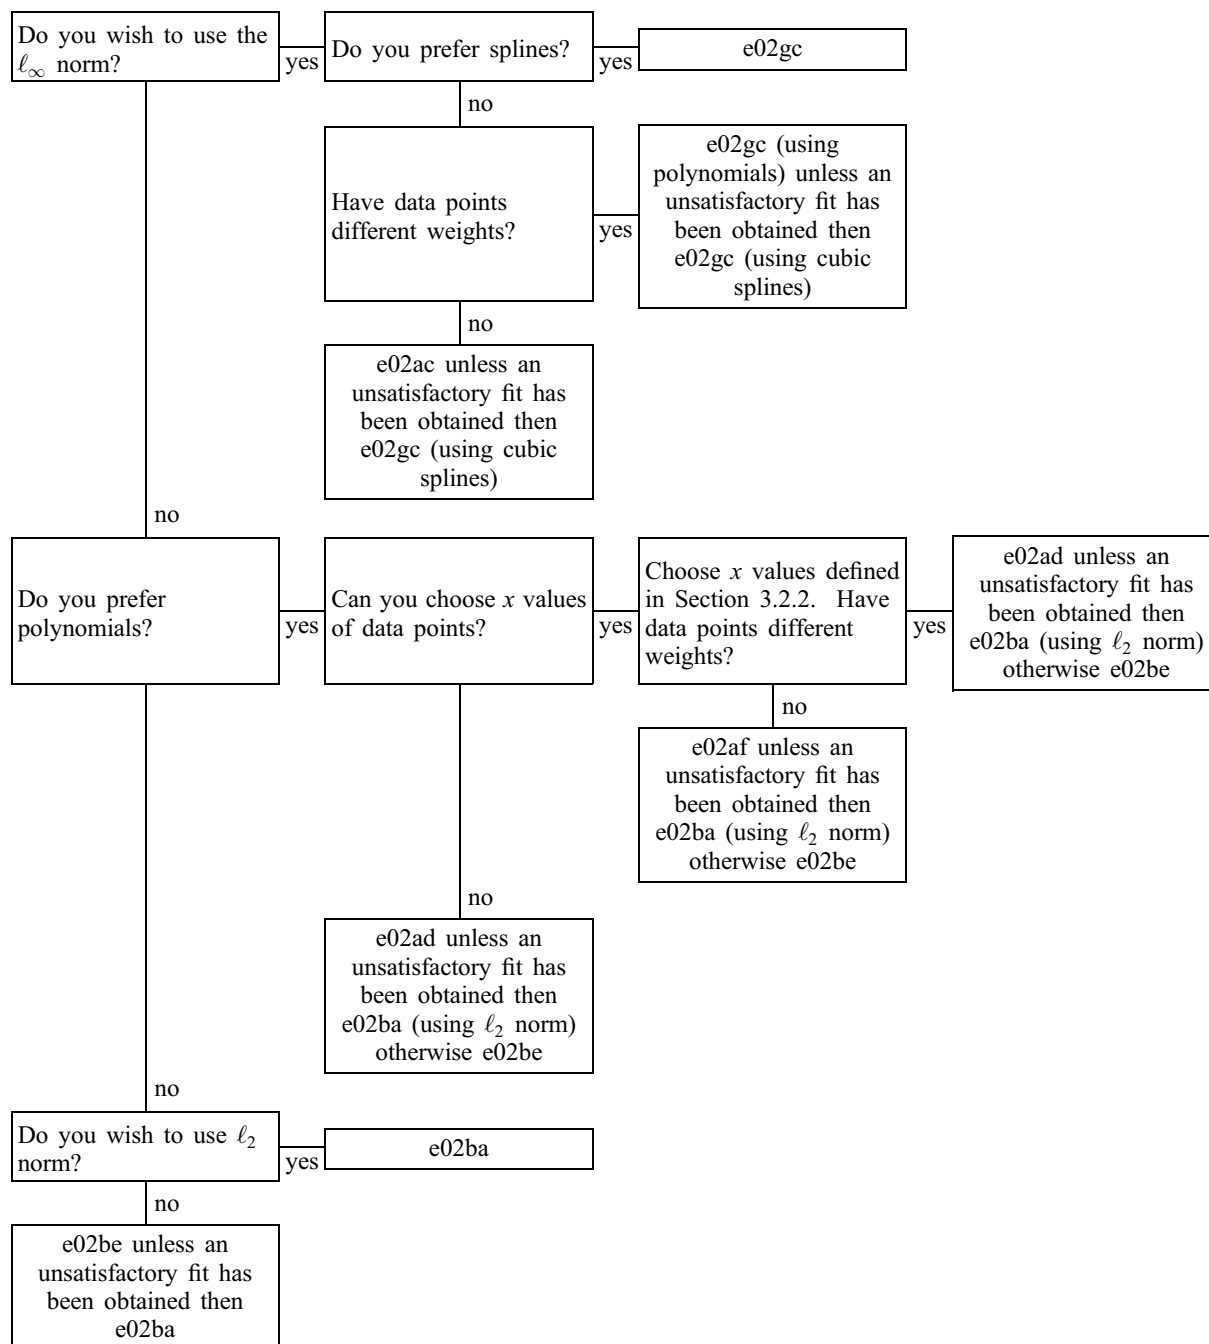 Do you wish to use the
ℓ∞ norm?
yes
Do you prefer splines?
yes
e02gc
no
Have data points
different weights?
yes
e02gc (using
polynomials) unless an
unsatisfactory fit has
been obtained then
e02gc (using cubic
splines)
no
e02ac unless an
unsatisfactory fit has
been obtained then
e02gc (using cubic
splines)
no
Do you prefer
polynomials?
yes
Can you choose x values
of data points?
yes
Choose x values defined
in Section 3.2.2. Have
data points different
weights?
yes
e02ad unless an
unsatisfactory fit has
been obtained then
e02ba (using ℓ2 norm)
otherwise e02be
no
e02af unless an
unsatisfactory fit has
been obtained then
e02ba (using ℓ2 norm)
otherwise e02be
no
e02ad unless an
unsatisfactory fit has
been obtained then
e02ba (using ℓ2 norm)
otherwise e02be
no
Do you wish to use ℓ2
norm?
yes
e02ba
no
e02be unless an
unsatisfactory fit has
been obtained then
e02ba